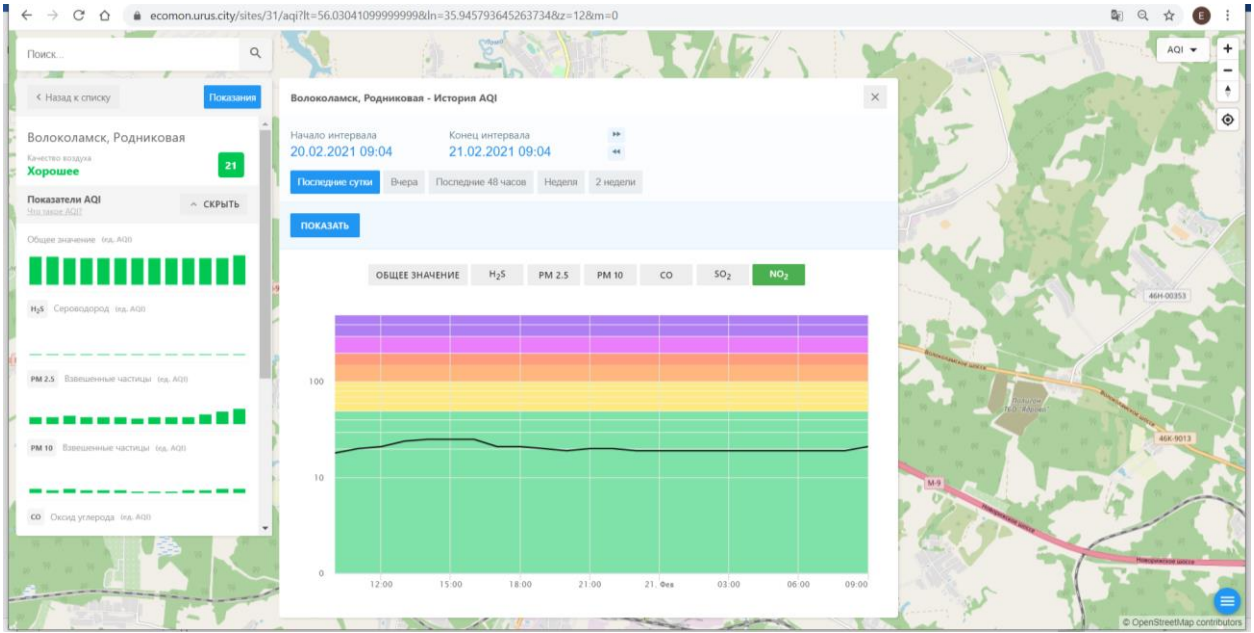 ecomon.urus.city/sites/31/aqi?lt=56.03041099999999&ln=35.945793645263734&z=12&m=0
E
Поиск...
AQI
Назад к списку
Показания
Волоколамск, Родниковая
Качество воздуха
Хорошее
21
Показатели AQI
Что такое AQI?
СКРЫТЬ
Общее значение (ед. AQI)
H₂S Сероводород (ед. AQI)
PM 2.5 Взвешенные частицы (ед. AQI)
PM 10 Взвешенные частицы (ед. AQI)
CO Оксид углерода (ед. AQI)
Волоколамск, Родниковая - История AQI
Начало интервала
Конец интервала
20.02.2021 09:04
21.02.2021 09:04
Последние сутки
Вчера
Последние 48 часов
Неделя
2 недели
ПОКАЗАТЬ
ОБЩЕЕ ЗНАЧЕНИЕ
H₂S
PM 2.5
PM 10
CO
SO₂
NO₂
100
10
0
12:00
15:00
18:00
21:00
21. Фев
03:00
06:00
09:00
46Н-00353
Волоколамское шоссе
Волоколамское шоссе
46К-9013
М-9
Новорижское шоссе
Новорижское шоссе
© OpenStreetMap contributors